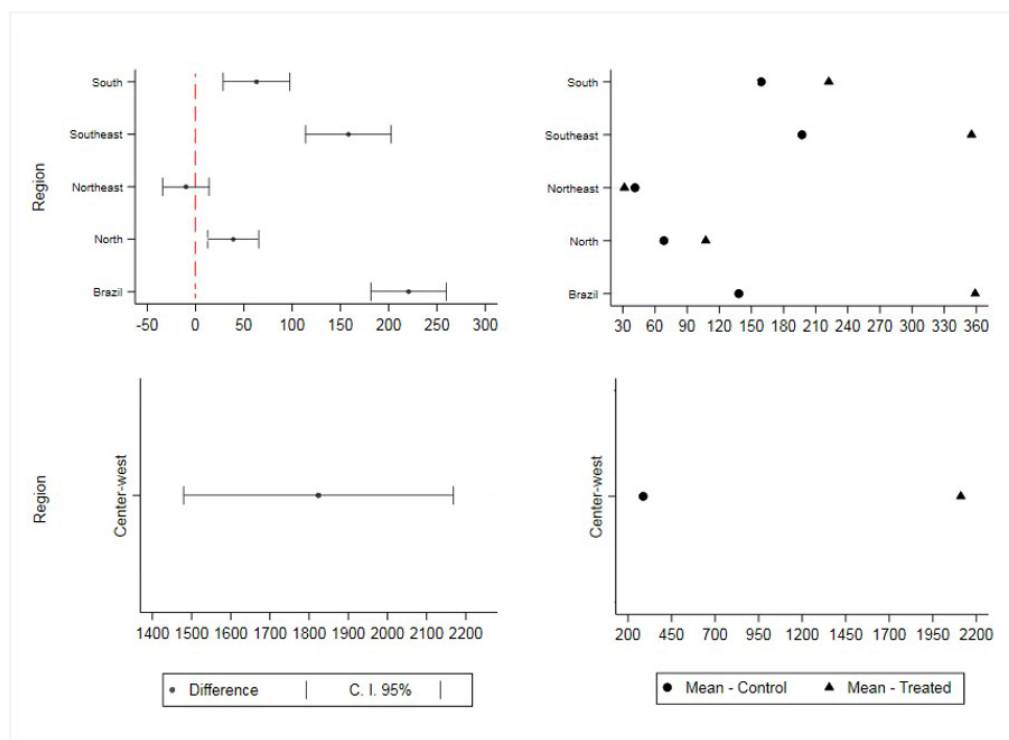 Region
South
Southeast
Northeast
North
Brazil
-50 0 50 100 150 200 250 300
South
Southeast
Northeast
North
Brazil
30 60 90 120 150 180 210 240 270 300 330 360
Region
Center-west
1400 1500 1600 1700 1800 1900 2000 2100 2200
Center-west
200 450 700 950 1200 1450 1700 1950 2200
Difference C. I. 95%
Mean - Control Mean - Treated